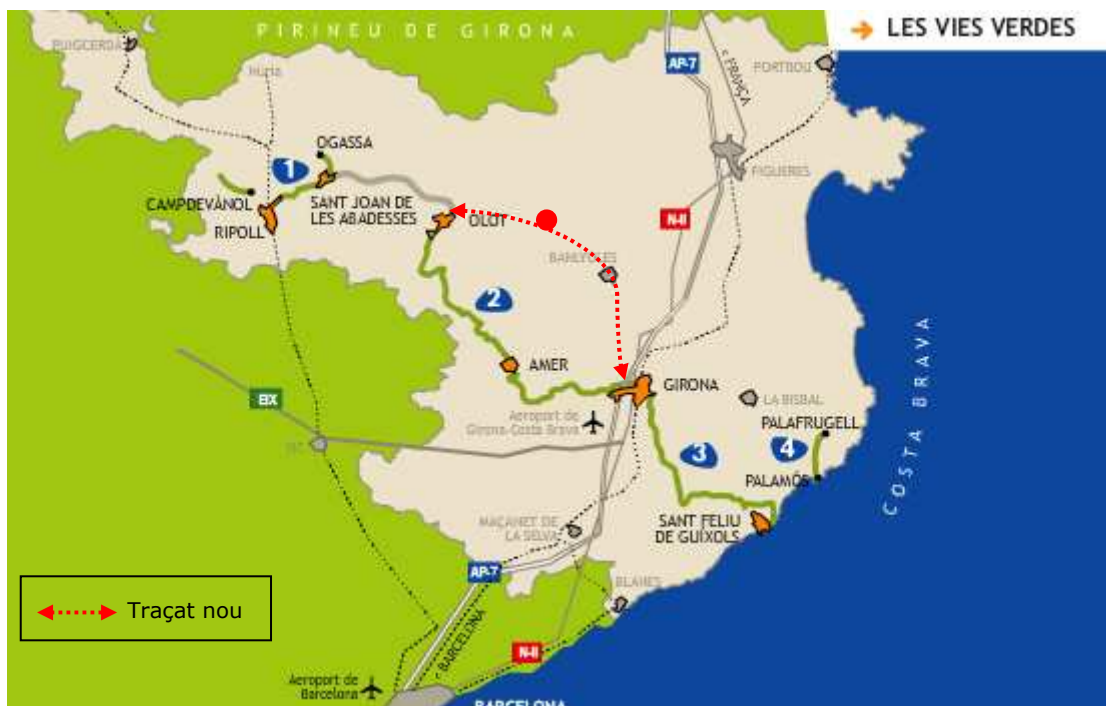 LES VIES VERDES
PIRINEU DE GIRONA
PUIGCERDÀ
Núria
AP-7
FRANÇA
PORTBOU
OGASSA
1
FIGUERES
CAMPDEVÀNOL
SANT JOAN DE
LES ABADESSES
RIPOLL
OLOT
N-II
BANYOLES
2
AMER
GIRONA
EIX
LA BISBAL
Aeroport de
Girona-Costa Brava
PALAFRUGELL
3
4
VIC
PALAMÓS
COSTA BRAVA
SANT FELIU
DE GUÍXOLS
MAÇANET DE
LA SELVA
AP-7
BLANES
Traçat nou
BARCELONA
N-II
Aeroport de
Barcelona
BARCELONA